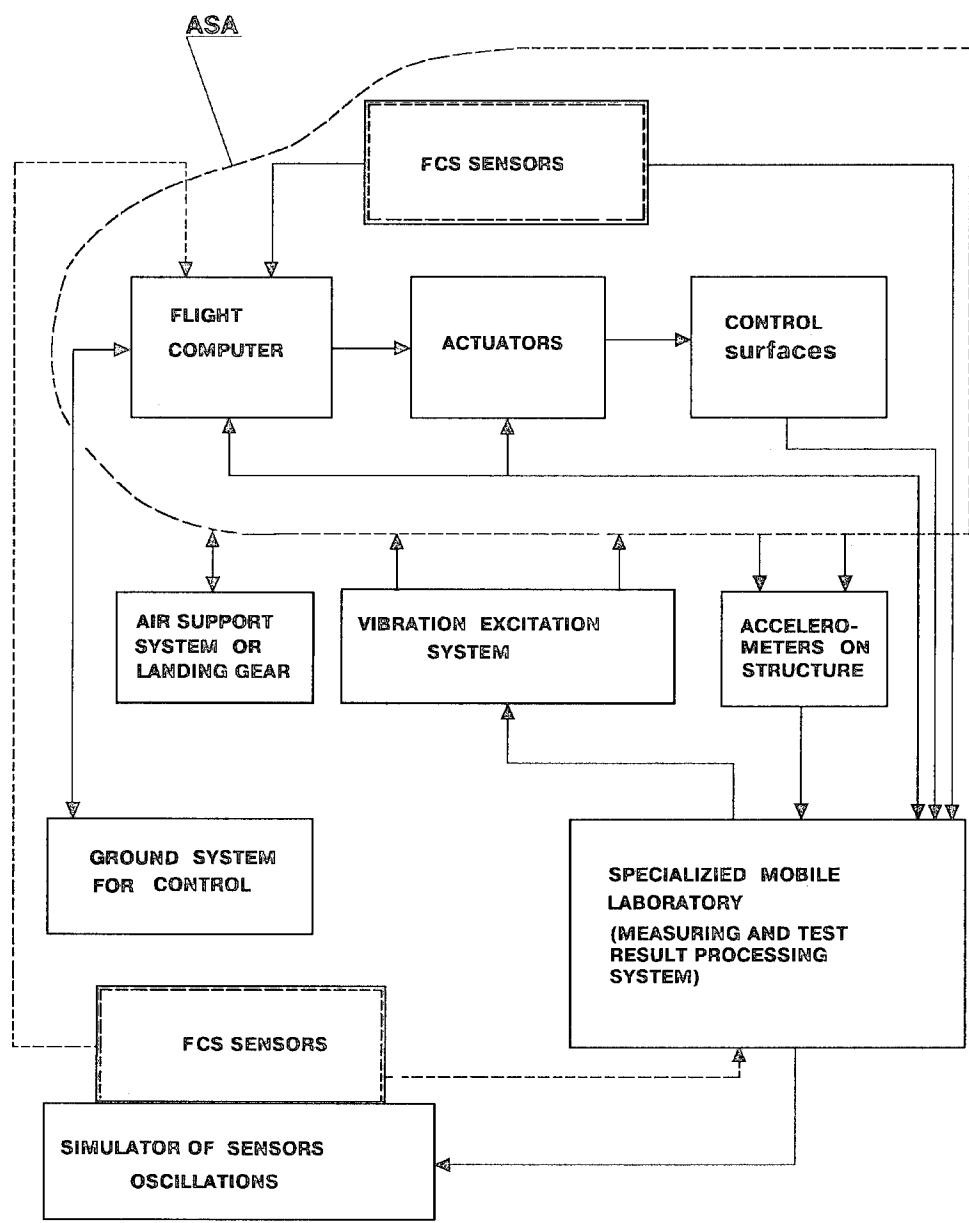 ASA
FCS SENSORS
FLIGHT
COMPUTER
ACTUATORS
CONTROL
surfaces
AIR SUPPORT
SYSTEM OR
LANDING GEAR
VIBRATION EXCITATION
SYSTEM
ACCELERO-
METERS ON
STRUCTURE
GROUND SYSTEM
FOR CONTROL
SPECIALIZIED MOBILE
LABORATORY
(MEASURING AND TEST
RESULT PROCESSING
SYSTEM)
FCS SENSORS
SIMULATOR OF SENSORS
OSCILLATIONS